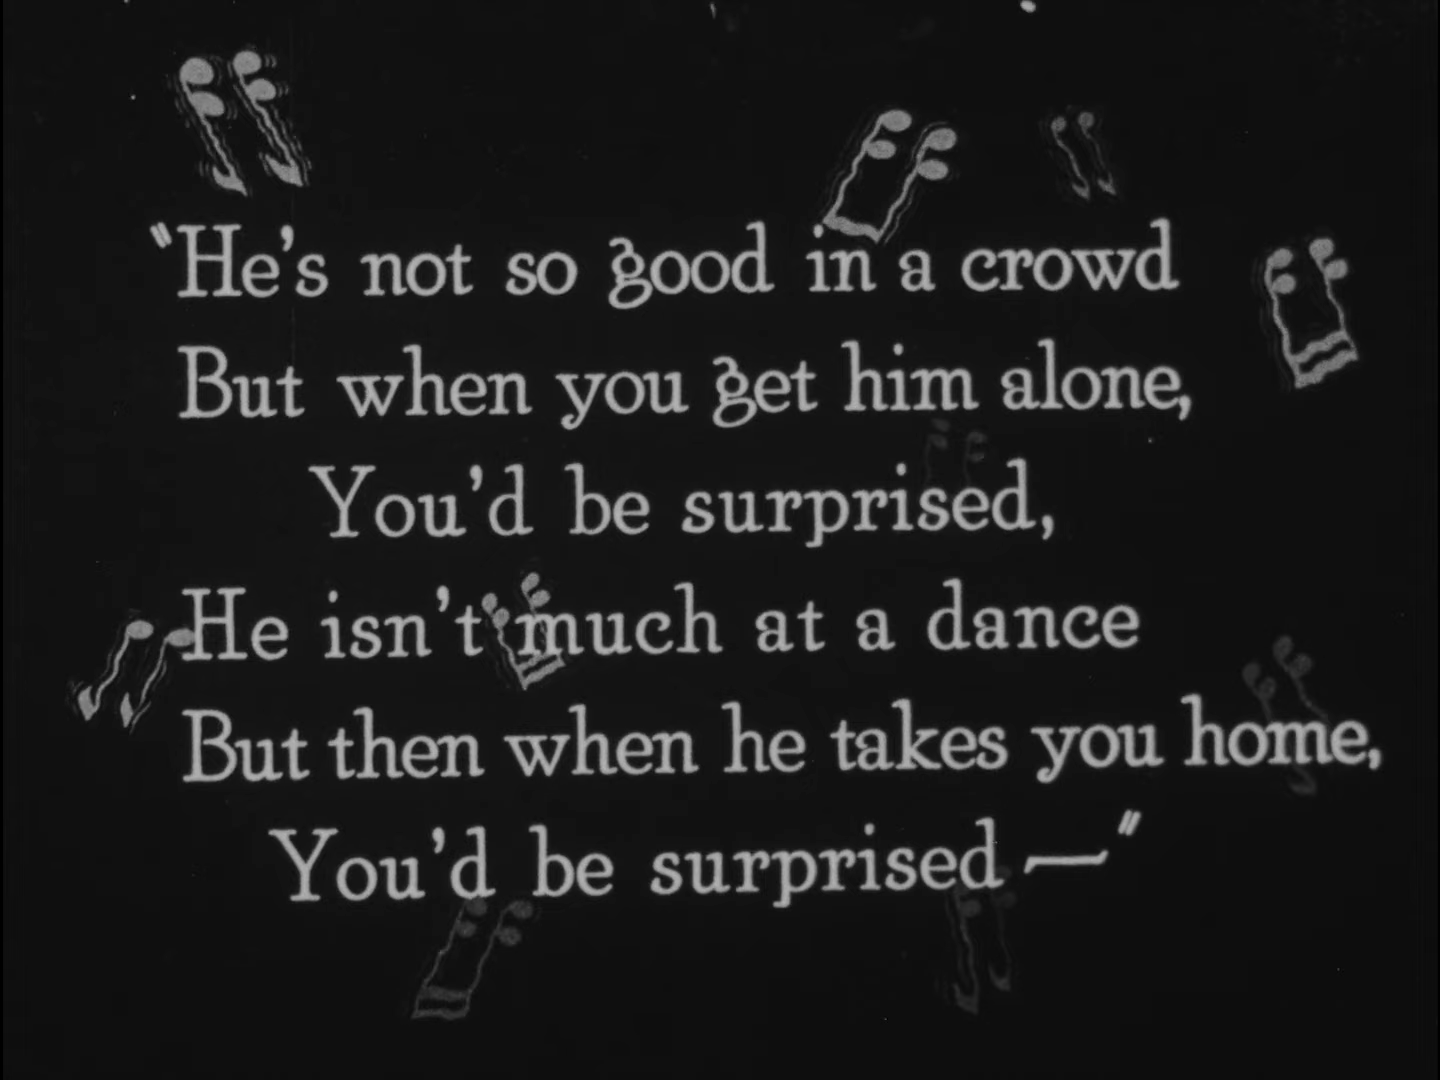 "He's not so good in a crowd
But when you get him alone,
You'd be surprised,
He isn't much at a dance
But then when he takes you home,
You'd be surprised—"